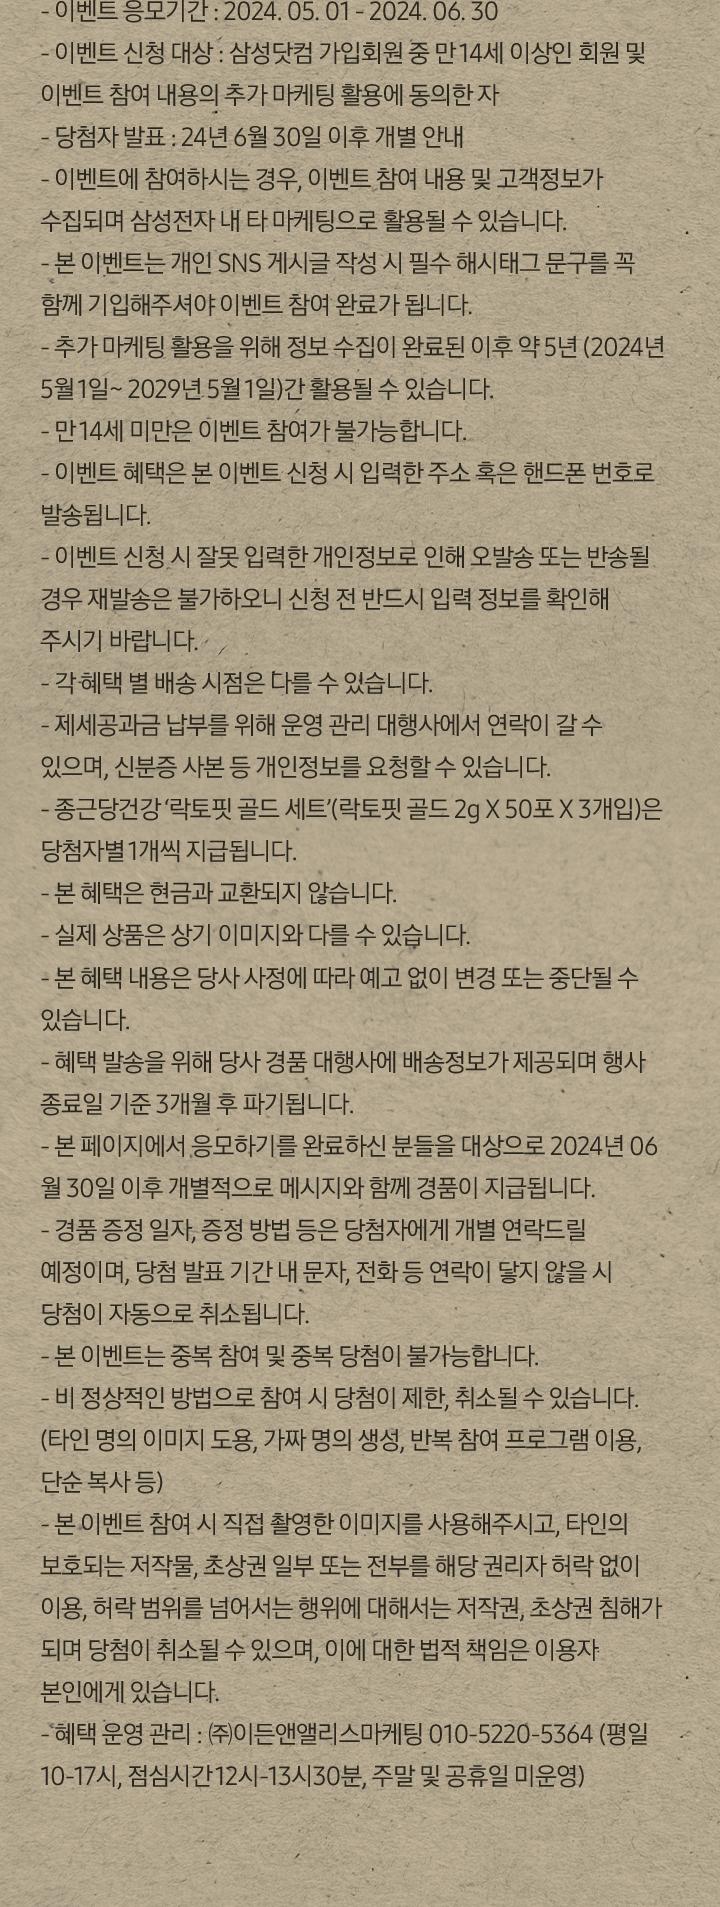 - 이벤트 응모기간 : 2024. 05. 01 - 2024. 06. 30
- 이벤트 신청 대상 : 삼성닷컴 가입회원 중 만 14세 이상인 회원 및
이벤트 참여 내용의 추가 마케팅 활용에 동의한 자
- 당첨자 발표 : 24년 6월 30일 이후 개별 안내
- 이벤트에 참여하시는 경우, 이벤트 참여 내용 및 고객정보가
수집되며 삼성전자 내 타 마케팅으로 활용될 수 있습니다.
- 본 이벤트는 개인 SNS 게시글 작성 시 필수 해시태그 문구를 꼭
함께 기입해주셔야 이벤트 참여 완료가 됩니다.
- 추가 마케팅 활용을 위해 정보 수집이 완료된 이후 약 5년 (2024년
5월 1일~ 2029년 5월 1일)간 활용될 수 있습니다.
- 만 14세 미만은 이벤트 참여가 불가능합니다.
- 이벤트 혜택은 본 이벤트 신청 시 입력한 주소 혹은 핸드폰 번호로
발송됩니다.
- 이벤트 신청 시 잘못 입력한 개인정보로 인해 오발송 또는 반송될
경우 재발송은 불가하오니 신청 전 반드시 입력 정보를 확인해
주시기 바랍니다.
- 각 혜택 별 배송 시점은 다를 수 있습니다.
- 제세공과금 납부를 위해 운영 관리 대행사에서 연락이 갈 수
있으며, 신분증 사본 등 개인정보를 요청할 수 있습니다.
- 종근당건강 ‘락토핏 골드 세트’(락토핏 골드 2g X 50포 X 3개입)은
당첨자별 1개씩 지급됩니다.
- 본 혜택은 현금과 교환되지 않습니다.
- 실제 상품은 상기 이미지와 다를 수 있습니다.
- 본 혜택 내용은 당사 사정에 따라 예고 없이 변경 또는 중단될 수
있습니다.
- 혜택 발송을 위해 당사 경품 대행사에 배송정보가 제공되며 행사
종료일 기준 3개월 후 파기됩니다.
- 본 페이지에서 응모하기를 완료하신 분들을 대상으로 2024년 06
월 30일 이후 개별적으로 메시지와 함께 경품이 지급됩니다.
- 경품 증정 일자, 증정 방법 등은 당첨자에게 개별 연락드릴
예정이며, 당첨 발표 기간 내 문자, 전화 등 연락이 닿지 않을 시
당첨이 자동으로 취소됩니다.
- 본 이벤트는 중복 참여 및 중복 당첨이 불가능합니다.
- 비 정상적인 방법으로 참여 시 당첨이 제한, 취소될 수 있습니다.
(타인 명의 이미지 도용, 가짜 명의 생성, 반복 참여 프로그램 이용,
단순 복사 등)
- 본 이벤트 참여 시 직접 촬영한 이미지를 사용해주시고, 타인의
보호되는 저작물, 초상권 일부 또는 전부를 해당 권리자 허락 없이
이용, 허락 범위를 넘어서는 행위에 대해서는 저작권, 초상권 침해가
되며 당첨이 취소될 수 있으며, 이에 대한 법적 책임은 이용자
본인에게 있습니다.
- 혜택 운영 관리 : ㈜이든앤앨리스마케팅 010-5220-5364 (평일
10-17시, 점심시간 12시-13시30분, 주말 및 공휴일 미운영)